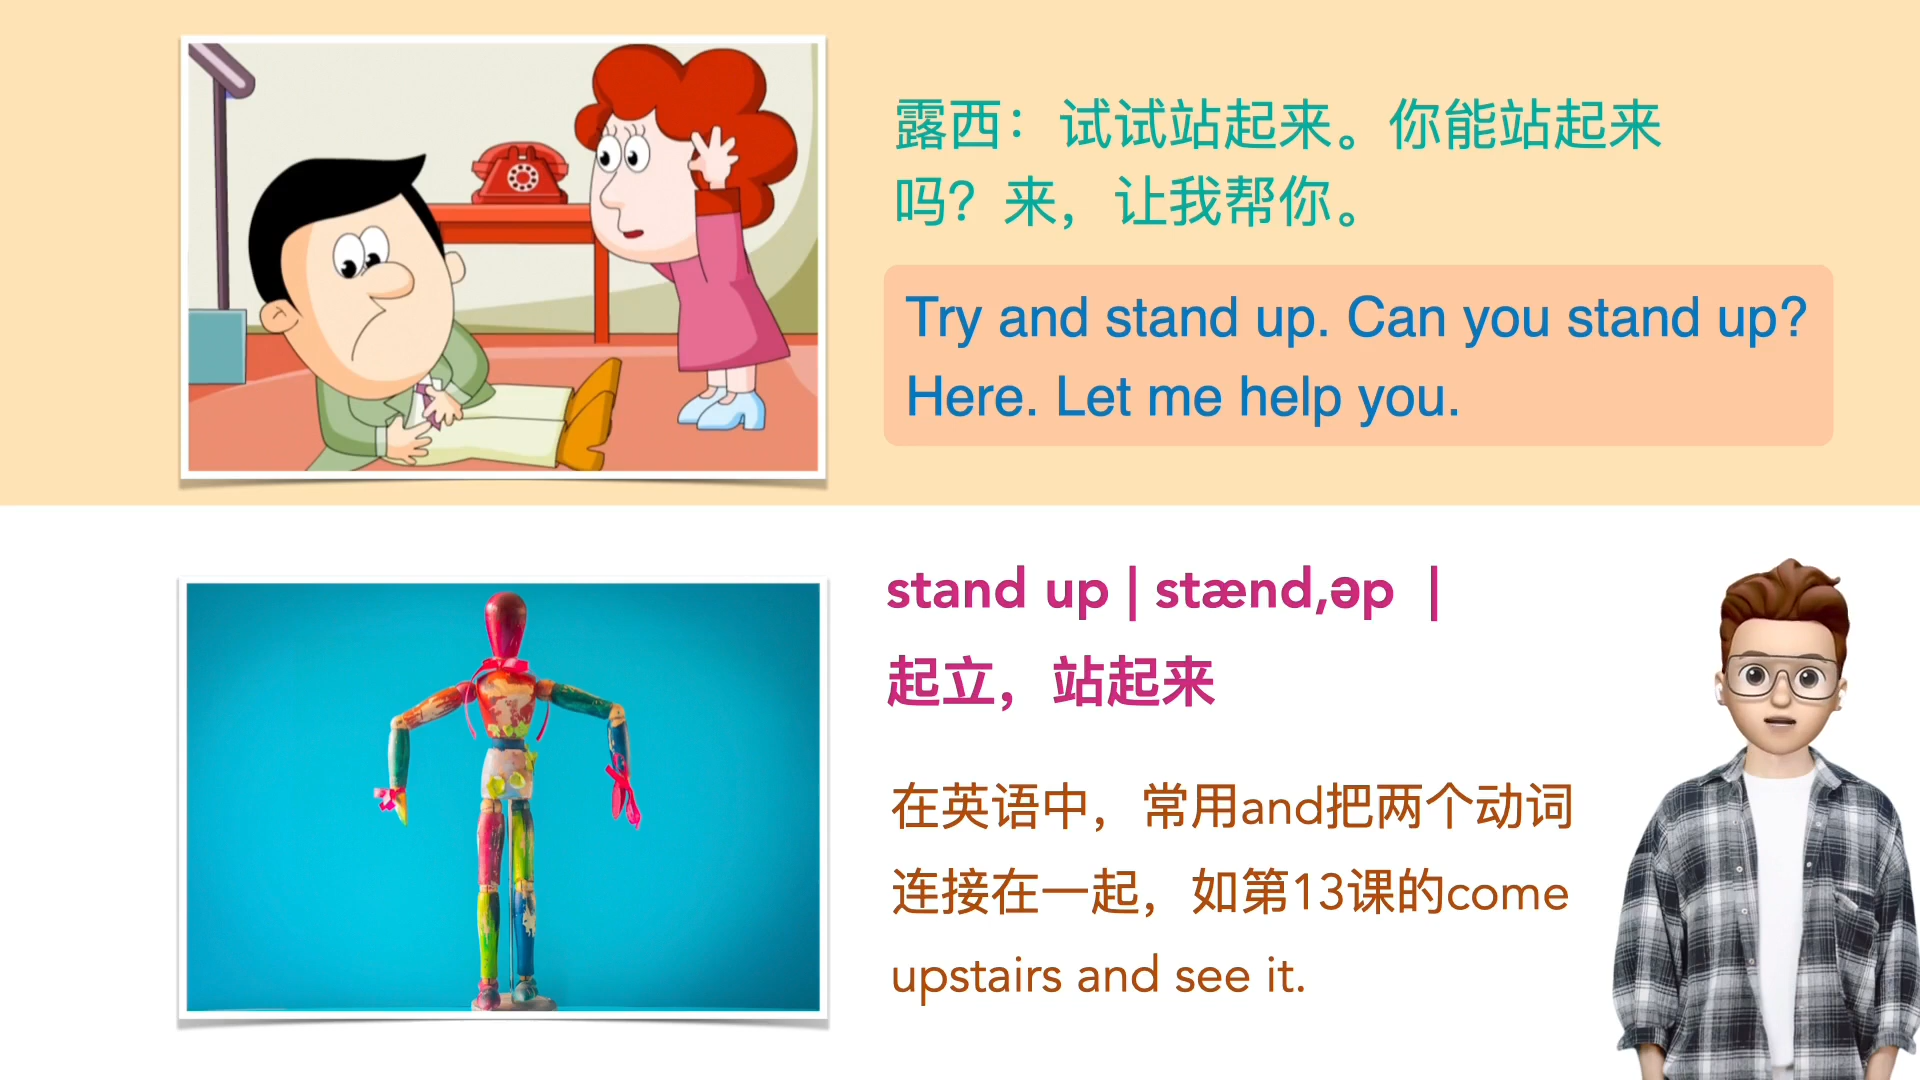 露西：试试站起来。你能站起来
吗？来，让我帮你。
Try and stand up. Can you stand up?
Here. Let me help you.
stand up | stænd,əp |
起立，站起来
在英语中，常用and把两个动词
连接在一起，如第13课的come
upstairs and see it.